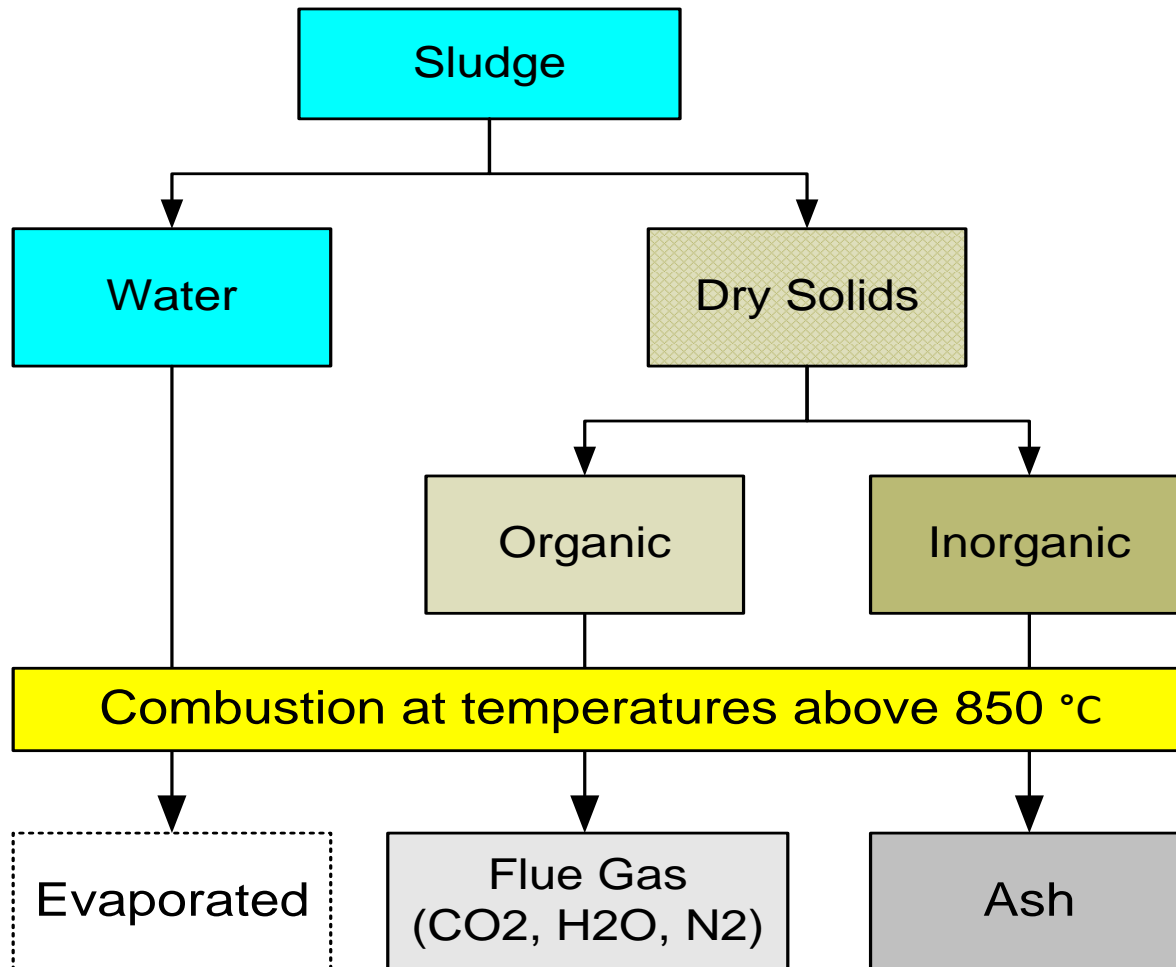 Sludge
Water
Dry Solids
Organic
Inorganic
Combustion at temperatures above 850 °C
Evaporated
Flue Gas
(CO2, H2O, N2)
Ash